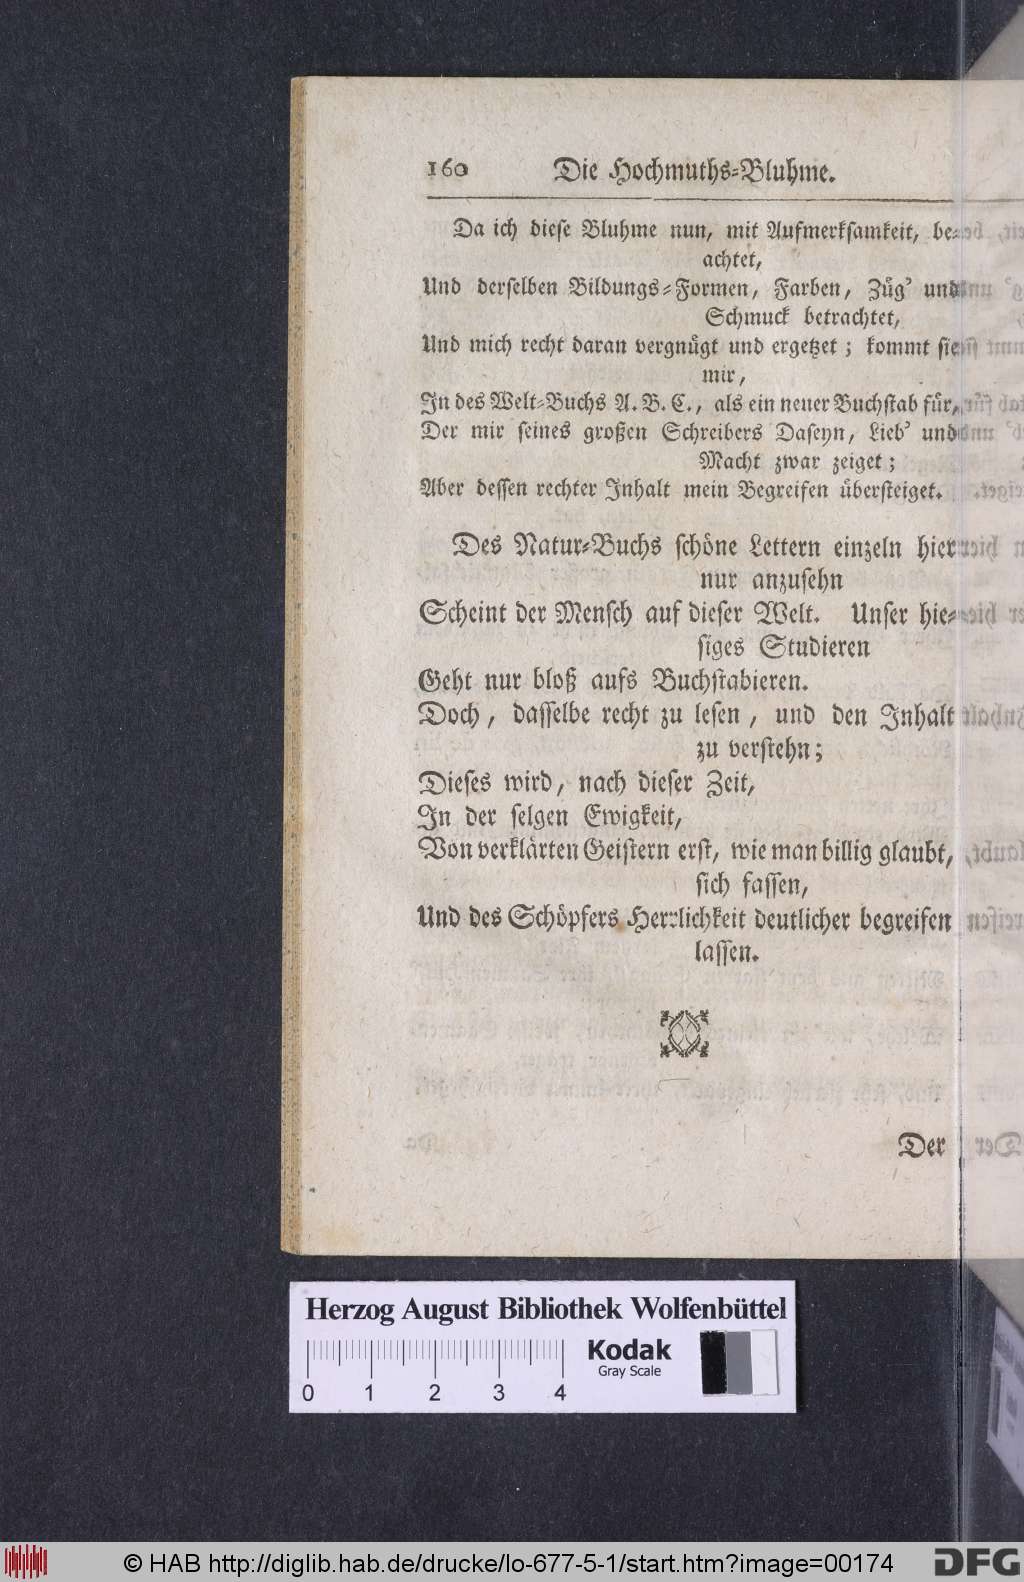 160 Die Hochmuths-Bluhme.
Da ich diese Bluhme nun, mit Aufmerksamkeit, be-
achtet,
Und derselben Bildungs-Formen, Farben, Züg' und
Schmuck betrachtet,
Und mich recht daran vergnügt und ergetzet; kommt sie
mir,
In des Welt-Buchs A. B. C., als ein neuer Buchstab für,
Der mir seines großen Schreibers Daseyn, Lieb' und
Macht zwar zeiget;
Aber dessen rechter Inhalt mein Begreifen übersteiget.
Des Natur-Buchs schöne Lettern einzeln hier
nur anzusehn
Scheint der Mensch auf dieser Welt. Unser hie-
siges Studieren
Geht nur bloß aufs Buchstabieren.
Doch, dasselbe recht zu lesen, und den Inhalt
zu verstehn;
Dieses wird, nach dieser Zeit,
In der selgen Ewigkeit,
Von verklärten Geistern erst, wie man billig glaubt,
sich fassen,
Und des Schöpfers Herrlichkeit deutlicher begreifen
lassen.
Der
Herzog August Bibliothek Wolfenbüttel
Kodak
Gray Scale
0 1 2 3 4
© HAB http://diglib.hab.de/drucke/lo-677-5-1/start.htm?image=00174
DFG